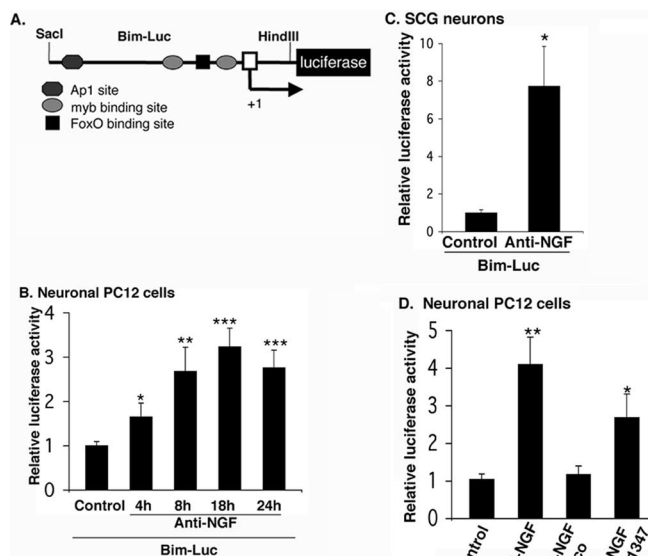 A.
SacI Bim-Luc HindIII
luciferase
+1
Ap1 site
myb binding site
FoxO binding site
C. SCG neurons
Relative luciferase activity
10
8
6
4
2
0
*
Control Anti-NGF
Bim-Luc
B. Neuronal PC12 cells
Relative luciferase activity
4
3
2
1
0
* ** *** ***
Control 4h 8h 18h 24h
Anti-NGF
Bim-Luc
D. Neuronal PC12 cells
Relative luciferase activity
5
4
3
2
1
0
** *